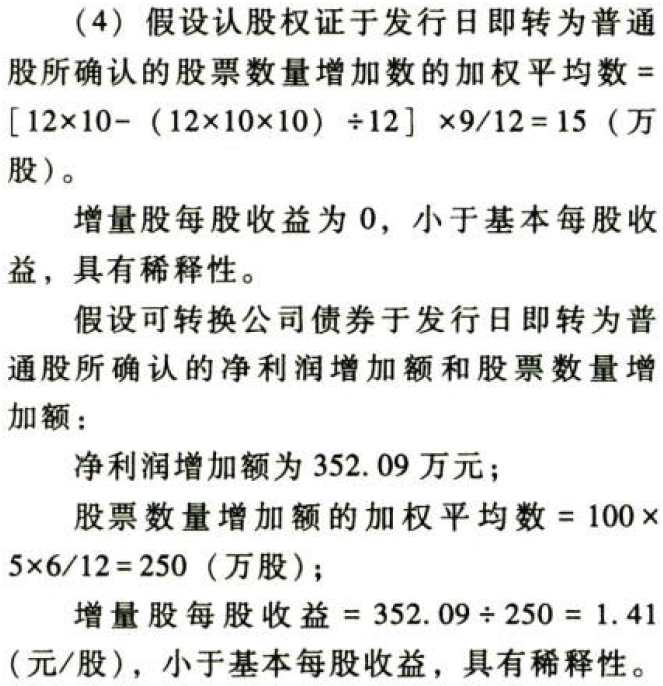 （4）假设认股权证于发行日即转为普通
股所确认的股票数量增加数的加权平均数=
[12×10-（12×10×10）÷12]×9/12=15（万
股）。
增量股每股收益为0，小于基本每股收
益，具有稀释性。
假设可转换公司债券于发行日即转为普
通股所确认的净利润增加额和股票数量增
加额：
净利润增加额为352.09万元；
股票数量增加额的加权平均数=100×
5×6/12=250（万股）；
增量股每股收益=352.09÷250=1.41
（元/股），小于基本每股收益，具有稀释性。